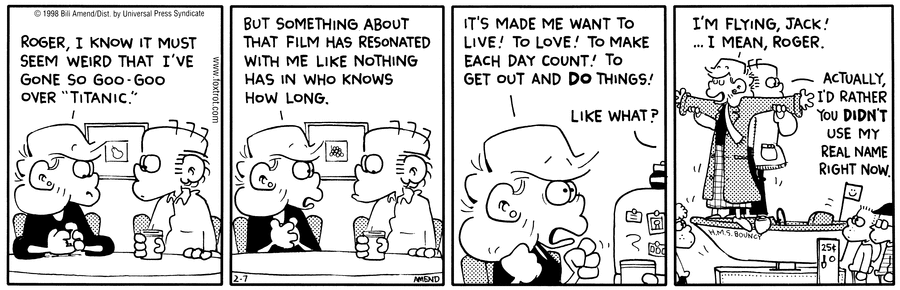 © 1998 Bill Amend/Dist. by Universal Press Syndicate
ROGER, I KNOW IT MUST
SEEM WEIRD THAT I'VE
GONE SO GOO-GOO
OVER "TITANIC."
www.foxtrot.com
BUT SOMETHING ABOUT
THAT FILM HAS RESONATED
WITH ME LIKE NOTHING
HAS IN WHO KNOWS
HOW LONG.
2-7
AMEND
IT'S MADE ME WANT TO
LIVE! TO LOVE! TO MAKE
EACH DAY COUNT! TO
GET OUT AND DO THINGS!
LIKE WHAT?
I'M FLYING, JACK!
...I MEAN, ROGER.
ACTUALLY,
I'D RATHER
YOU DIDN'T
USE MY
REAL NAME
RIGHT NOW.
H.M.S. BOUNCY
25¢